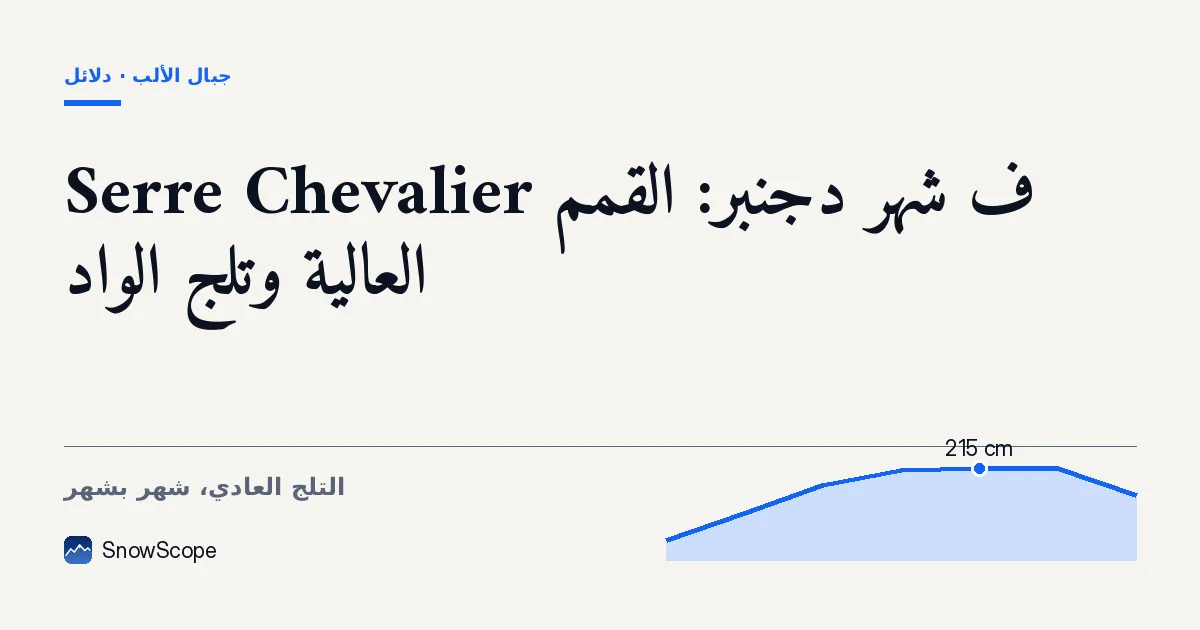 جبال الألب · دلائل
Serre Chevalier ف شهر دجنبر: القمم
العالية وتلج الواد
215 cm
التلج العادي، شهر بشهر
SnowScope